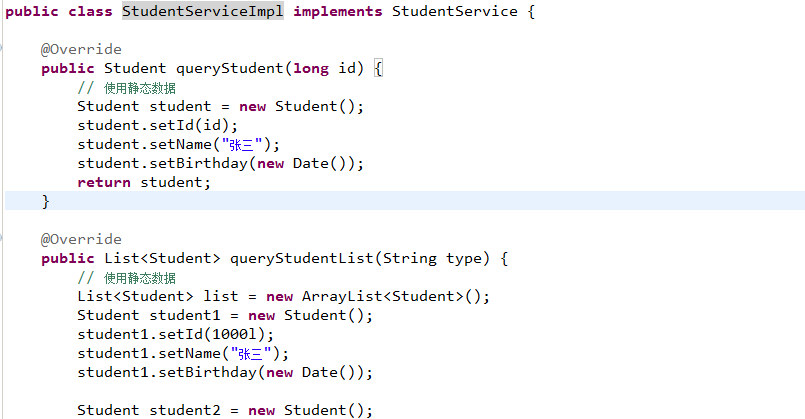 public class StudentServiceImpl implements StudentService {
@Override
public Student queryStudent(long id) {
// 使用静态数据
Student student = new Student();
student.setId(id);
student.setName("张三");
student.setBirthday(new Date());
return student;
}
@Override
public List<Student> queryStudentList(String type) {
// 使用静态数据
List<Student> list = new ArrayList<Student>();
Student student1 = new Student();
student1.setId(1000l);
student1.setName("张三");
student1.setBirthday(new Date());
Student student2 = new Student();